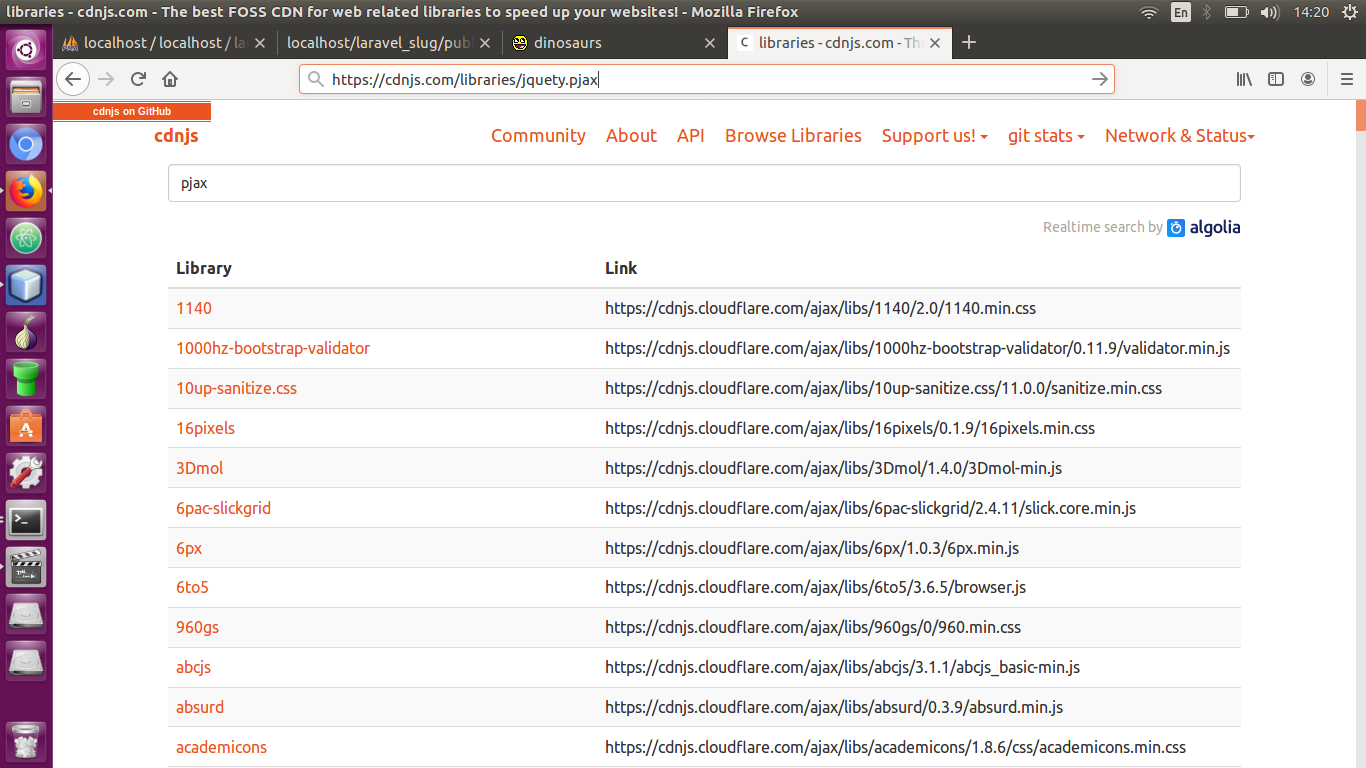 libraries - cdnjs.com - The best FOSS CDN for web related libraries to speed up your websites! - Mozilla Firefox
En
14:20
localhost / localhost / la
localhost/laravel_slug/publ
dinosaurs
C libraries - cdnjs.com - The
https://cdnjs.com/libraries/jquety.pjax
cdnjs on GitHub
cdnjs
Community
About
API
Browse Libraries
Support us!
git stats
Network & Status
pjax
Realtime search by algolia
Library Link
1140 https://cdnjs.cloudflare.com/ajax/libs/1140/2.0/1140.min.css
1000hz-bootstrap-validator https://cdnjs.cloudflare.com/ajax/libs/1000hz-bootstrap-validator/0.11.9/validator.min.js
10up-sanitize.css https://cdnjs.cloudflare.com/ajax/libs/10up-sanitize.css/11.0.0/sanitize.min.css
16pixels https://cdnjs.cloudflare.com/ajax/libs/16pixels/0.1.9/16pixels.min.css
3Dmol https://cdnjs.cloudflare.com/ajax/libs/3Dmol/1.4.0/3Dmol-min.js
6pac-slickgrid https://cdnjs.cloudflare.com/ajax/libs/6pac-slickgrid/2.4.11/slick.core.min.js
6px https://cdnjs.cloudflare.com/ajax/libs/6px/1.0.3/6px.min.js
6to5 https://cdnjs.cloudflare.com/ajax/libs/6to5/3.6.5/browser.js
960gs https://cdnjs.cloudflare.com/ajax/libs/960gs/0/960.min.css
abcjs https://cdnjs.cloudflare.com/ajax/libs/abcjs/3.1.1/abcjs_basic-min.js
absurd https://cdnjs.cloudflare.com/ajax/libs/absurd/0.3.9/absurd.min.js
academicons https://cdnjs.cloudflare.com/ajax/libs/academicons/1.8.6/css/academicons.min.css